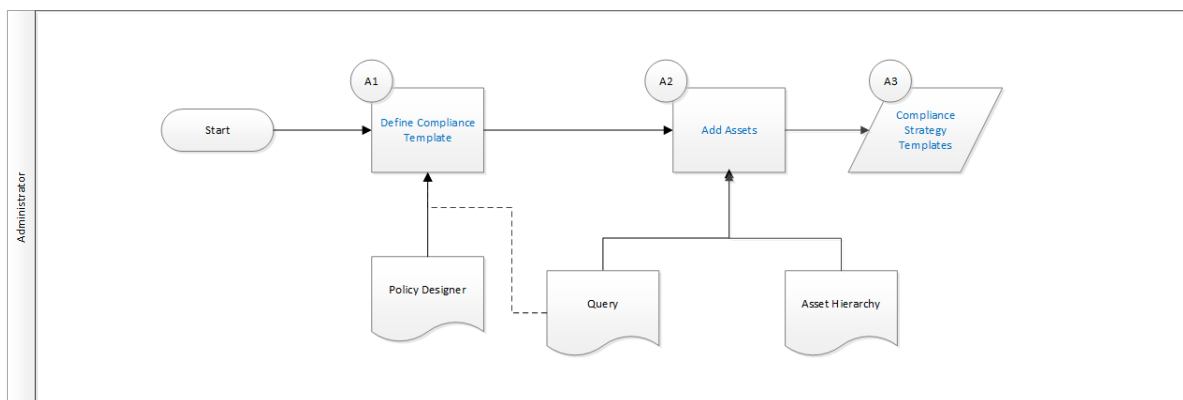 Administrator
A1
A2
A3
Start
Define Compliance
Template
Add Assets
Compliance
Strategy
Templates
Policy Designer
Query
Asset Hierarchy